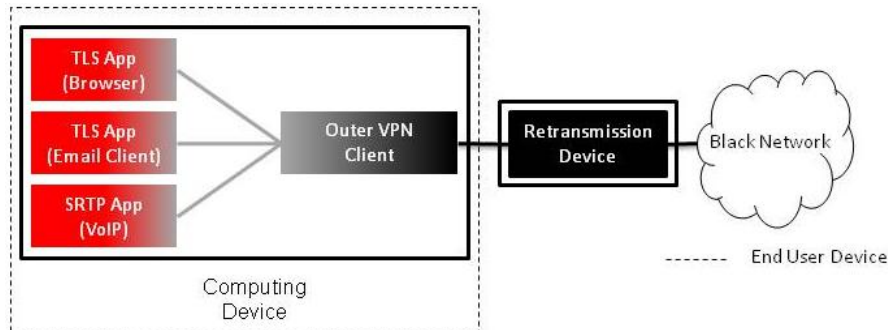 TLS App
(Browser)
TLS App
(Email Client)
SRTP App
(VoIP)
Outer VPN
Client
Retransmission
Device
Black Network
End User Device
Computing
Device